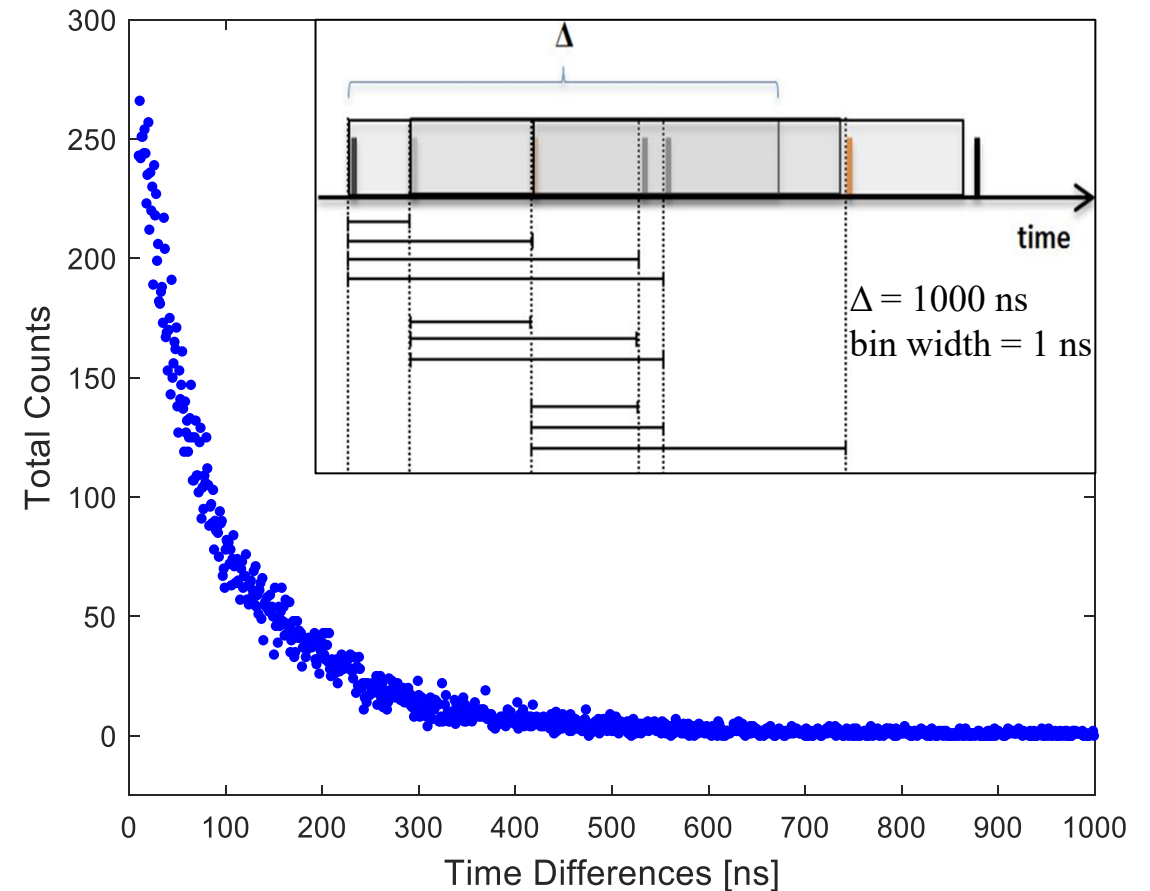 300
250
200
150
100
50
0
Total Counts
Δ
time
Δ = 1000 ns
bin width = 1 ns
0 100 200 300 400 500 600 700 800 900 1000
Time Differences [ns]